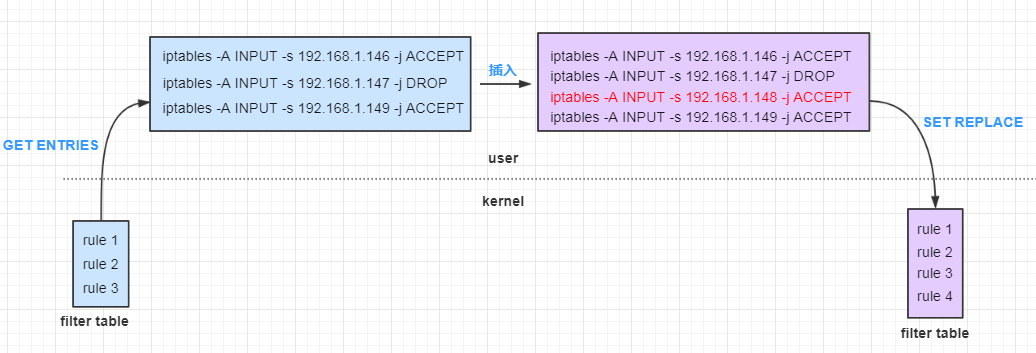 iptables -A INPUT -s 192.168.1.146 -j ACCEPT
iptables -A INPUT -s 192.168.1.147 -j DROP
iptables -A INPUT -s 192.168.1.149 -j ACCEPT
插入
iptables -A INPUT -s 192.168.1.146 -j ACCEPT
iptables -A INPUT -s 192.168.1.147 -j DROP
iptables -A INPUT -s 192.168.1.148 -j ACCEPT
iptables -A INPUT -s 192.168.1.149 -j ACCEPT
GET ENTRIES
SET REPLACE
user
kernel
rule 1
rule 2
rule 3
filter table
rule 1
rule 2
rule 3
rule 4
filter table